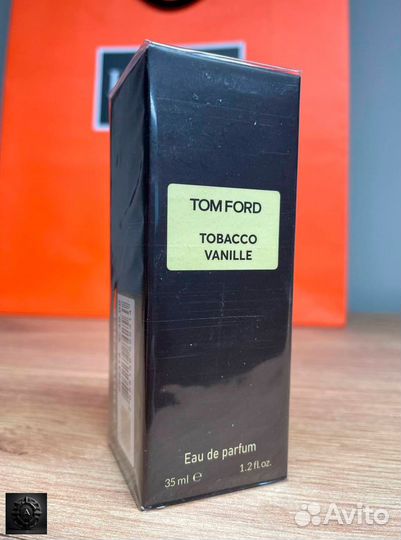 TOM FORD
TOBACCO
VANILLE
Eau de parfum
35 ml ℮ 1.2 fl.oz.
Avito